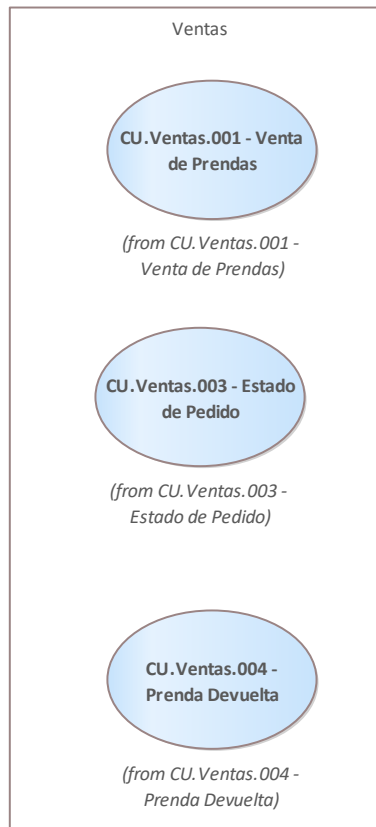 Ventas
CU.Ventas.001 - Venta
de Prendas
(from CU.Ventas.001 -
Venta de Prendas)
CU.Ventas.003 - Estado
de Pedido
(from CU.Ventas.003 -
Estado de Pedido)
CU.Ventas.004 -
Prenda Devuelta
(from CU.Ventas.004 -
Prenda Devuelta)